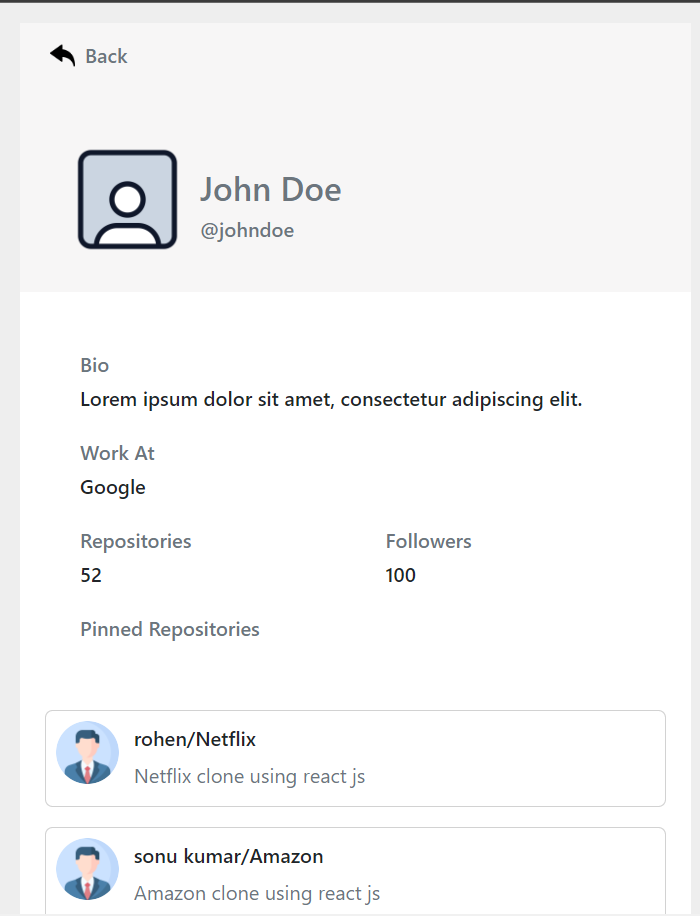 Back
John Doe
@johndoe
Bio
Lorem ipsum dolor sit amet, consectetur adipiscing elit.
Work At
Google
Repositories
Followers
52
100
Pinned Repositories
rohen/Netflix
Netflix clone using react js
sonu kumar/Amazon
Amazon clone using react js